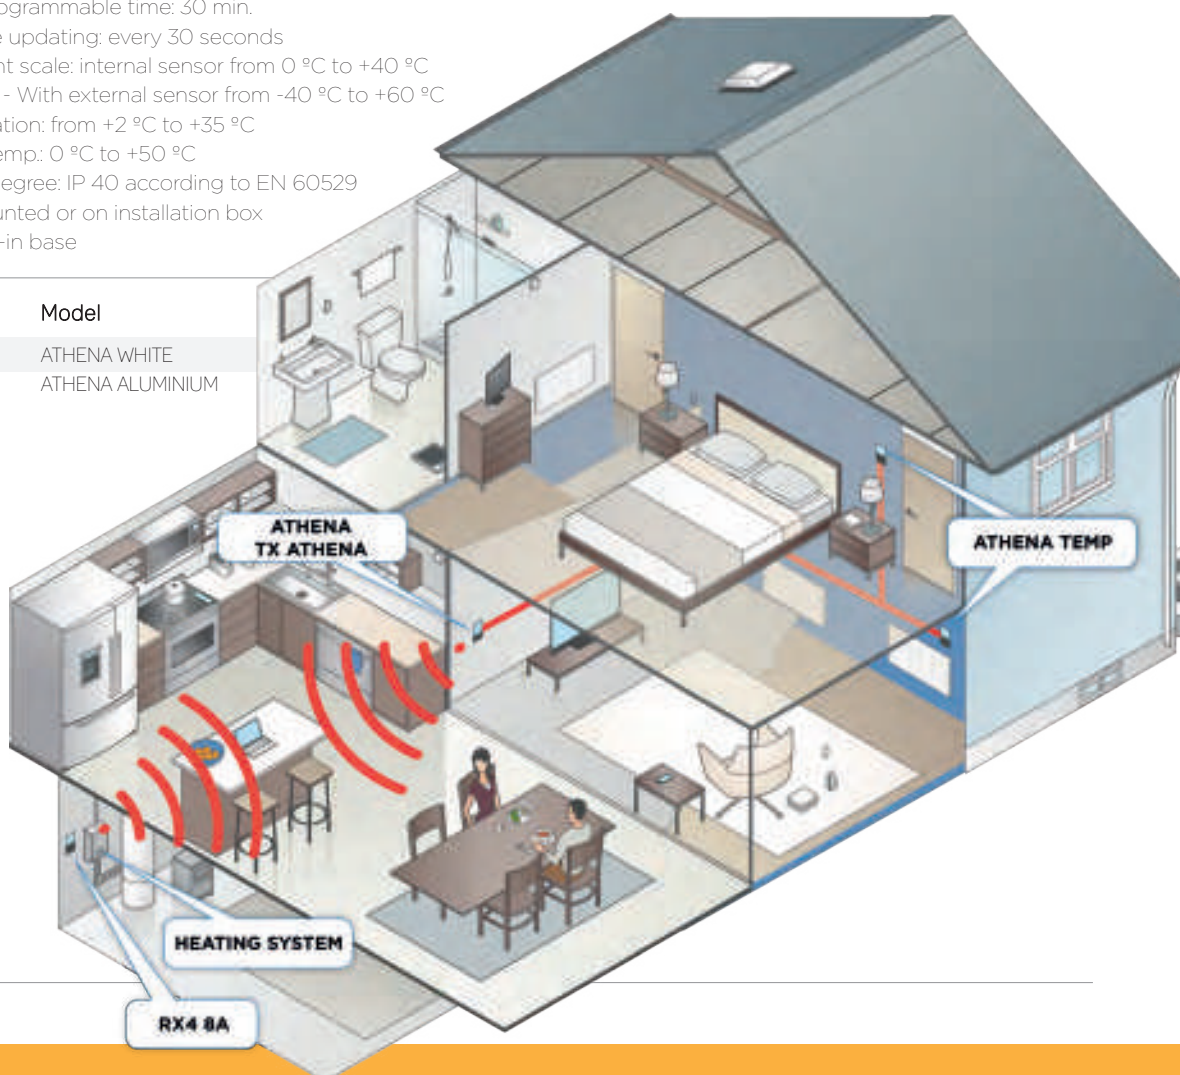 ogrammable time: 30 min.
e updating: every 30 seconds
nt scale: internal sensor from 0 ºC to +40 ºC
- With external sensor from -40 ºC to +60 ºC
ation: from +2 ºC to +35 ºC
emp.: 0 ºC to +50 ºC
egree: IP 40 according to EN 60529
unted or on installation box
-in base
Model
ATHENA WHITE
ATHENA ALUMINIUM
ATHENA
TX ATHENA
ATHENA TEMP
HEATING SYSTEM
RX4 8A